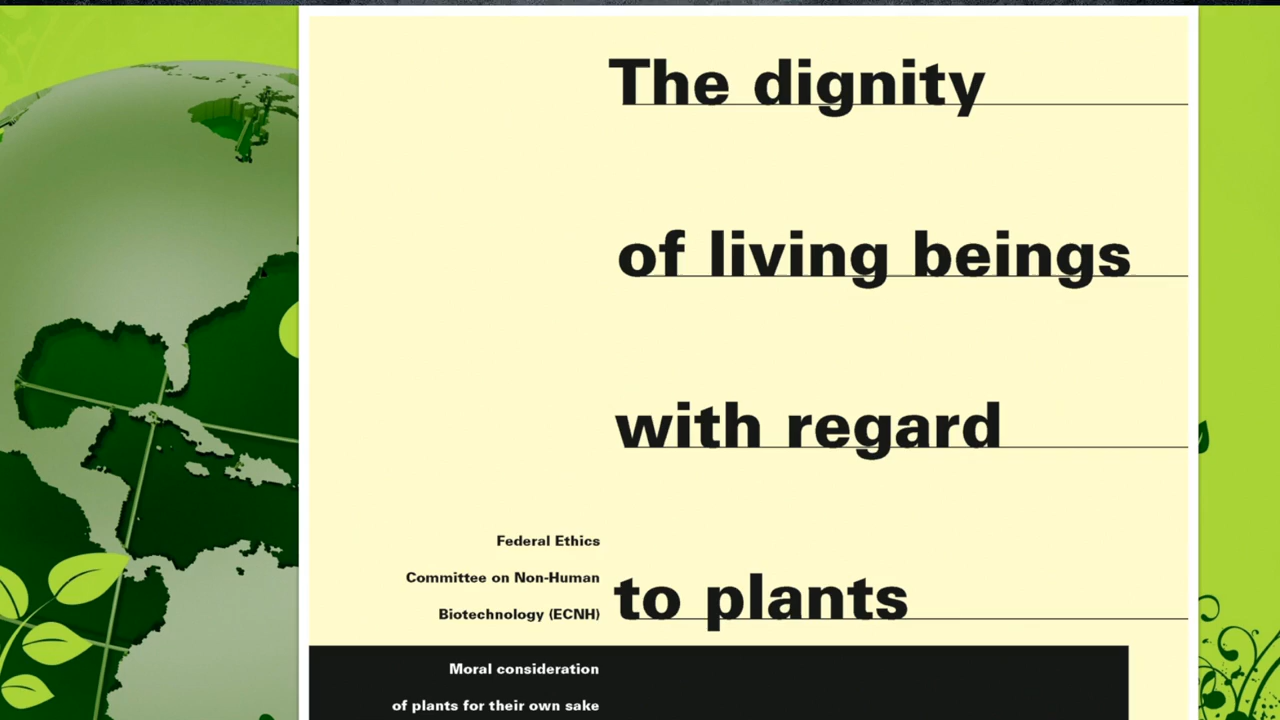 The dignity
of living beings
with regard
to plants
Federal Ethics
Committee on Non-Human
Biotechnology (ECNH)
Moral consideration
of plants for their own sake